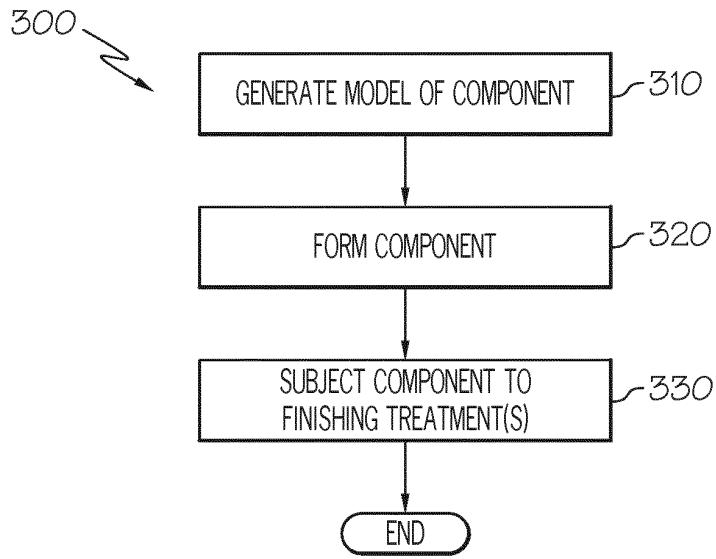 300
GENERATE MODEL OF COMPONENT
310
FORM COMPONENT
320
SUBJECT COMPONENT TO
FINISHING TREATMENT(S)
330
END